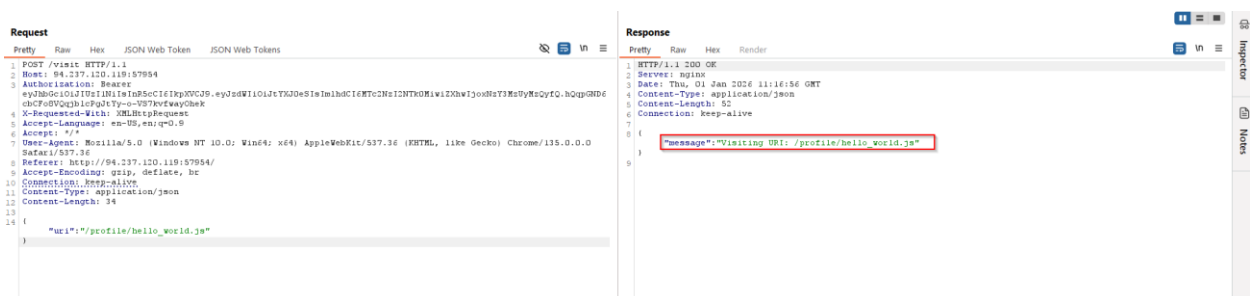 Request
Pretty Raw Hex JSON Web Token JSON Web Tokens \n
1 POST /visit HTTP/1.1
2 Host: 94.237.120.119:57954
3 Authorization: Bearer
4 X-Requested-With: XMLHttpRequest
5 Accept-Language: en-US,en;q=0.9
6 Accept: */*
7 User-Agent: Mozilla/5.0 (Windows NT 10.0; Win64; x64) AppleWebKit/537.36 (KHTML, like Gecko) Chrome/135.0.0.0
Safari/537.36
8 Referer: http://94.237.120.119:57954/
9 Accept-Encoding: gzip, deflate, br
10 Connection: keep-alive
11 Content-Type: application/json
12 Content-Length: 34
13
14 {
"uri":"/profile/hello_world.js"
}
Response
Pretty Raw Hex Render \n
1 HTTP/1.1 200 OK
2 Server: nginx
3 Date: Thu, 01 Jan 2026 11:16:56 GMT
4 Content-Type: application/json
5 Content-Length: 52
6 Connection: keep-alive
7
8 {
"message":"Visiting URI: /profile/hello_world.js"
}
9
Inspector
Notes